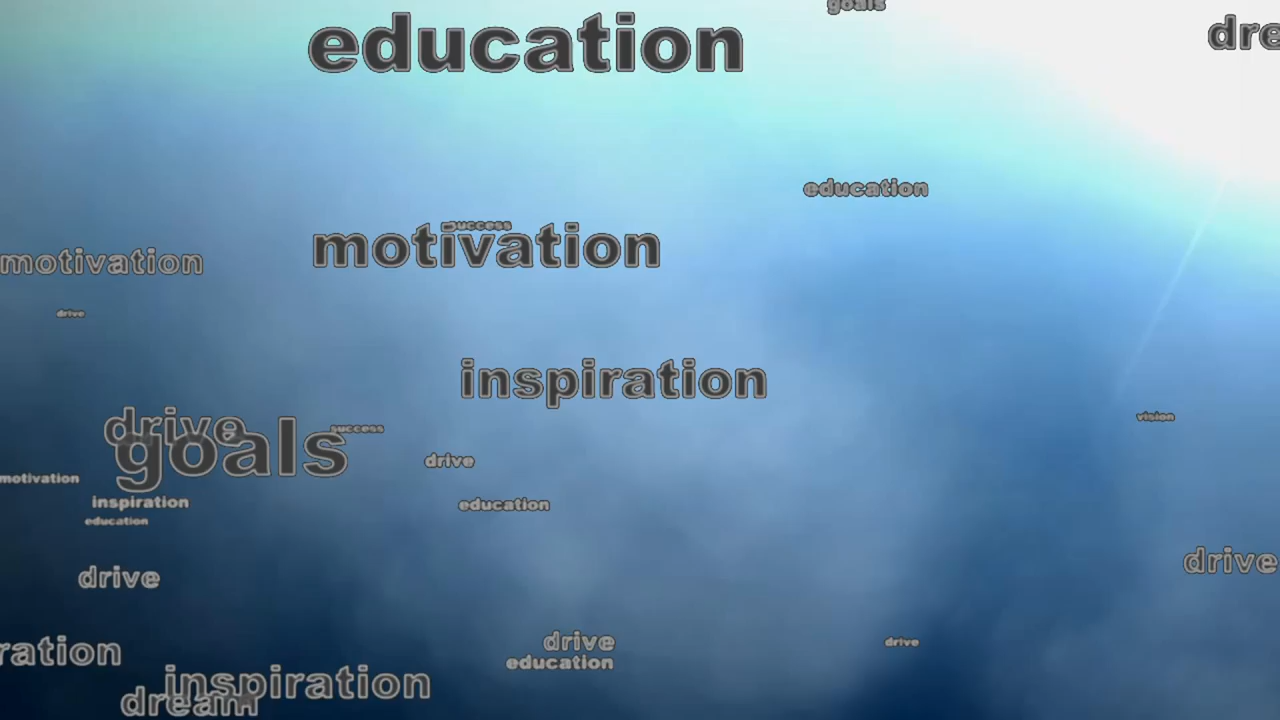 goals
education
dre
education
success
motivation
motivation
drive
inspiration
vision
drive
goals
success
drive
motivation
inspiration
education
education
drive
drive
drive
education
drive
ration
inspiration
dream